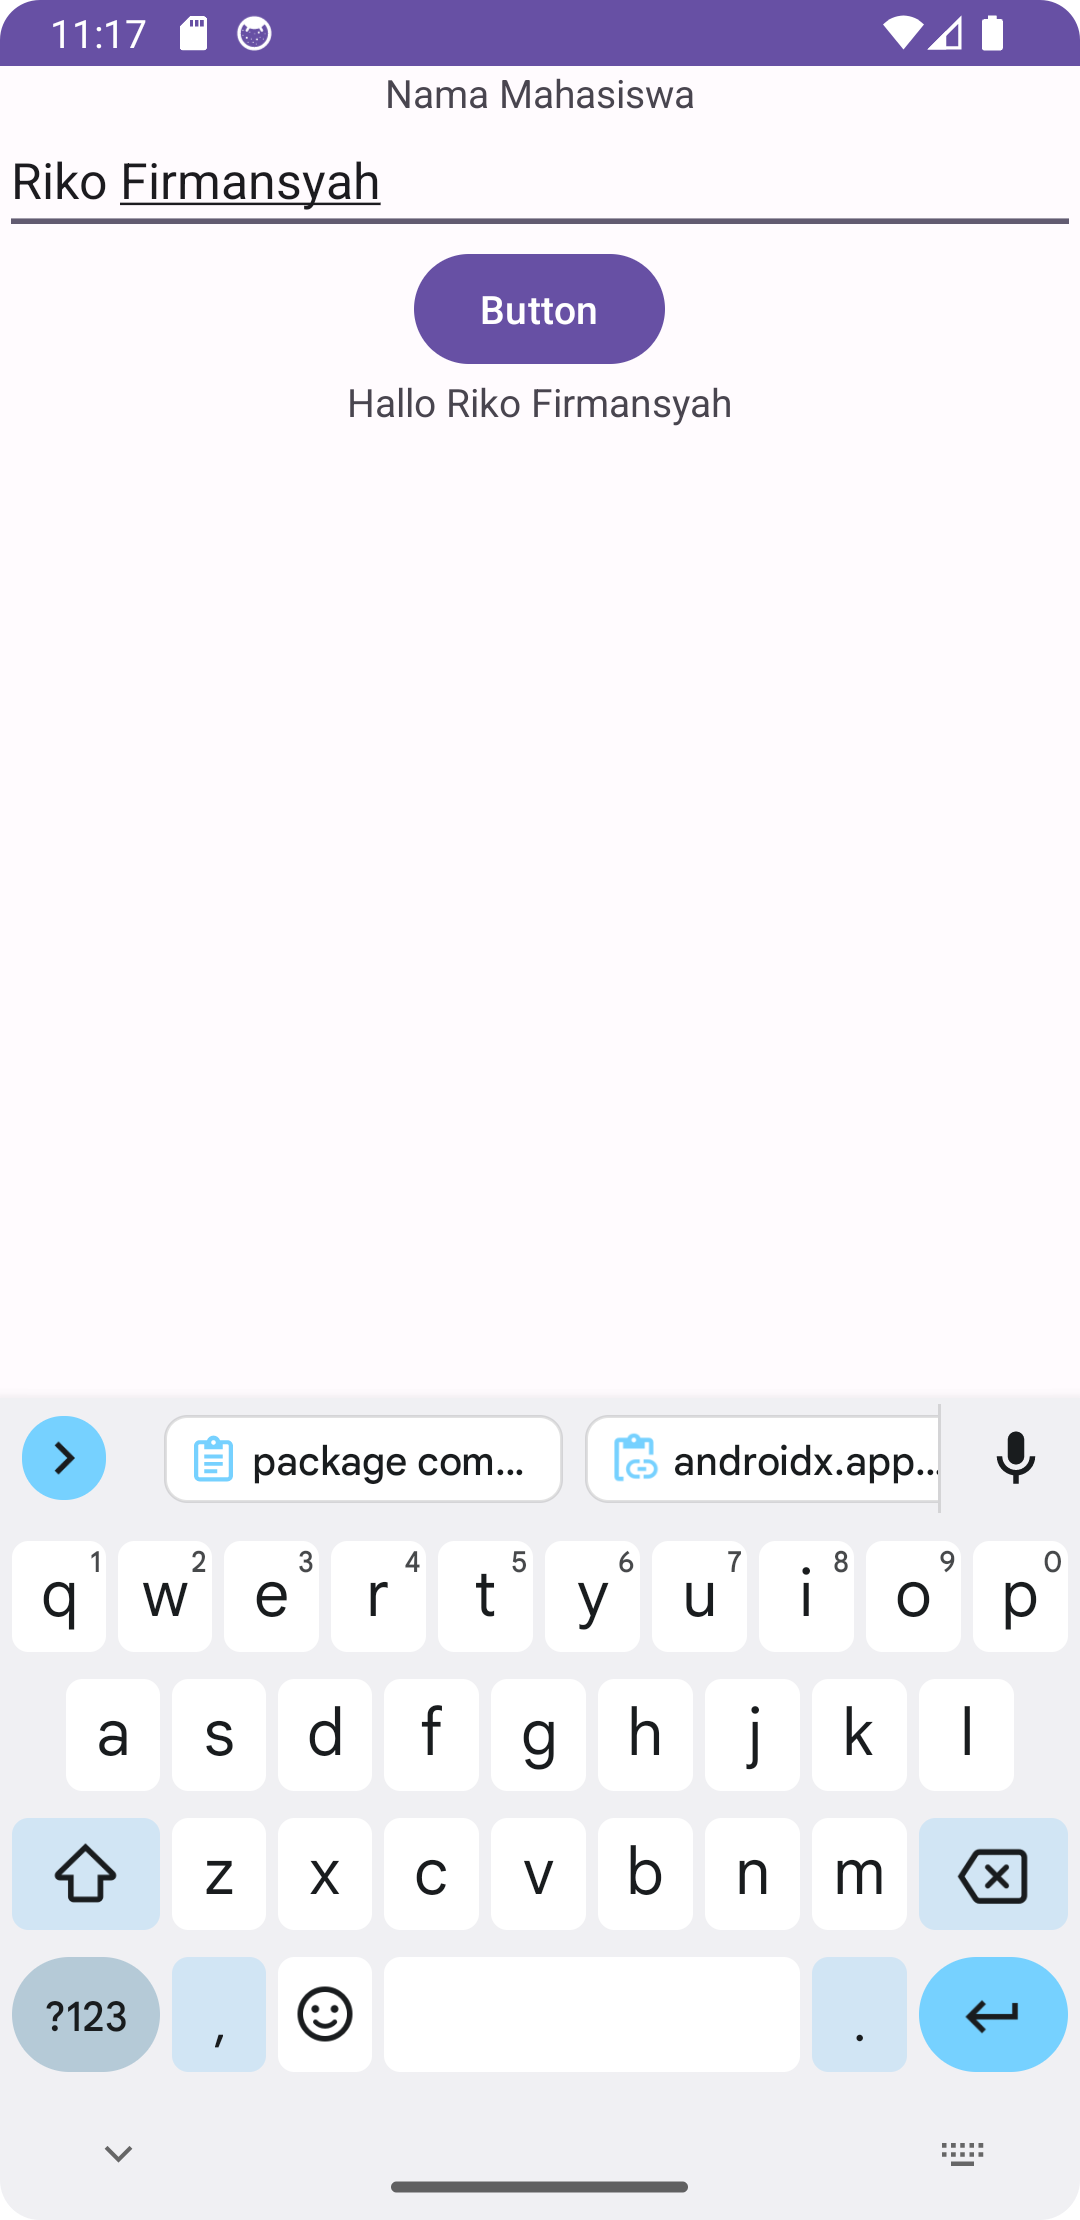 11:17
Nama Mahasiswa
Riko Firmansyah
Button
Hallo Riko Firmansyah
package com...
androidx.app...
q 1 w 2 e 3 r 4 t 5 y 6 u 7 i 8 o 9 p 0
a s d f g h j k l
z x c v b n m
?123 , .